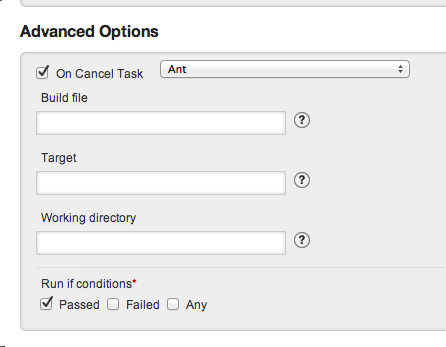 Advanced Options
On Cancel Task Ant
Build file
?
Target
?
Working directory
?
Run if conditions*
Passed Failed Any